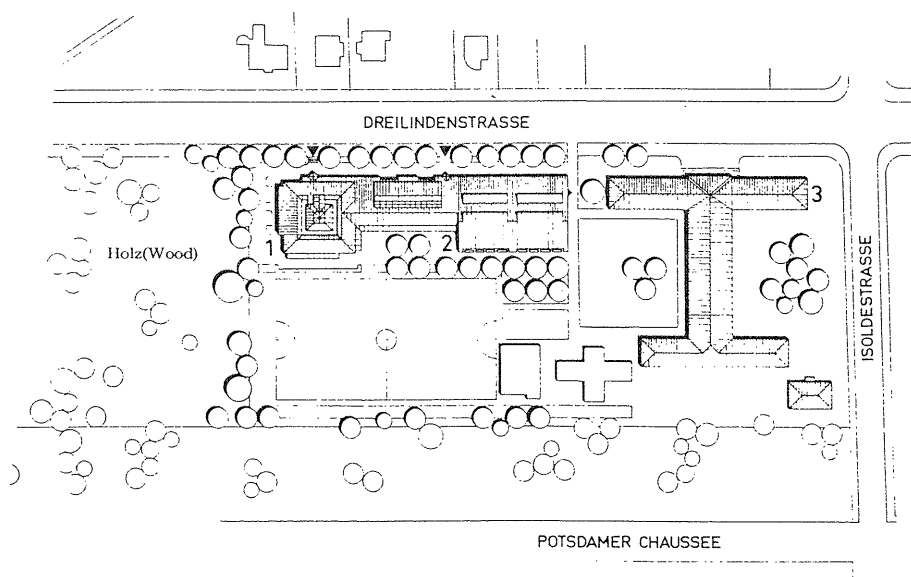 DREILINDENSTRASSE
3
1
2
Holz(Wood)
ISOLDESTRASSE
POTSDAMER CHAUSSEE